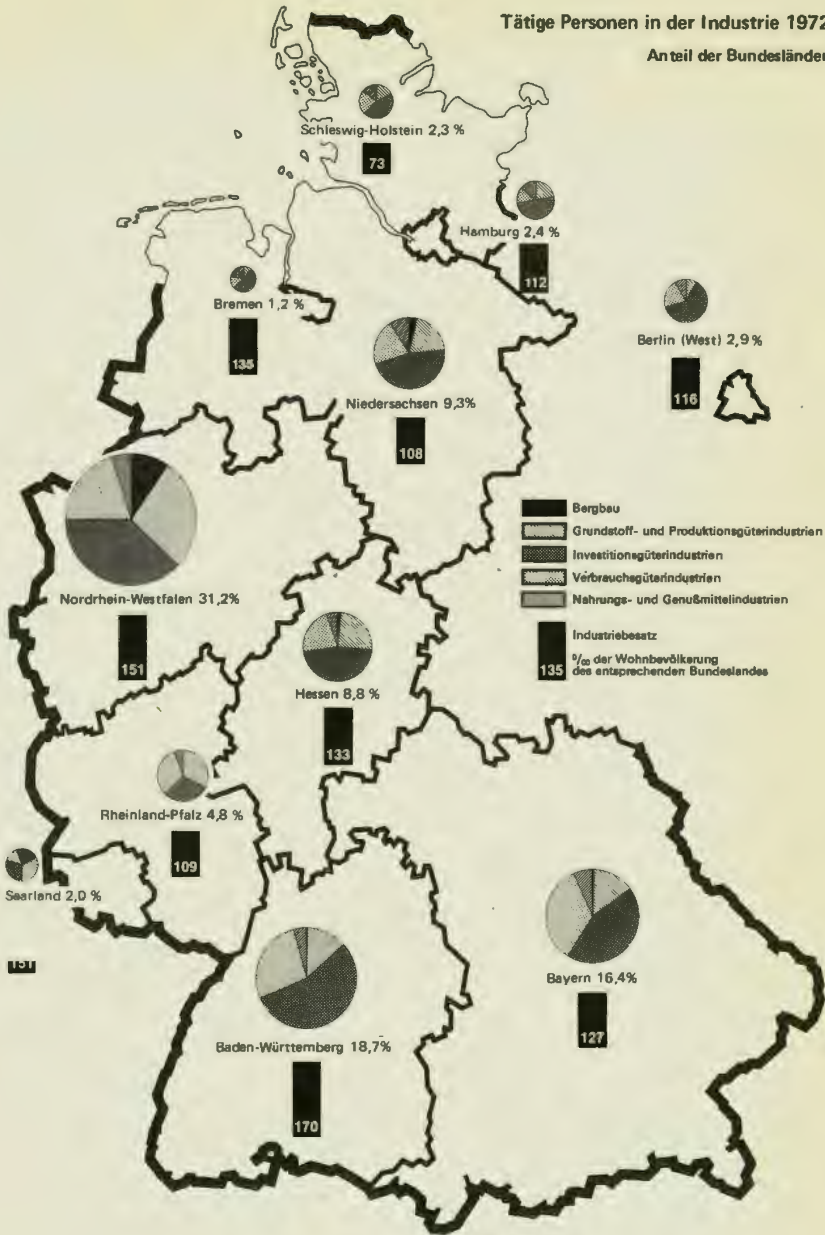 Tätige Personen in der Industrie 1972
Anteil der Bundesländer
Schleswig-Holstein 2,3 %
73
Hamburg 2,4 %
112
Bremen 1,2 %
135
Berlin (West) 2,9%
116
Niedersachsen 9,3%
108
Nordrhein-Westfalen 31,2%
151
Bergbau
Grundstoff- und Produktionsgüterindustrien
Investitionsgüterindustrien
Verbrauchsgüterindustrien
Nahrungs- und Genußmittelindustrien
Industriebesatz
135
‰ der Wohnbevölkerung
des entsprechenden Bundeslandes
Hessen 8,8 %
133
Rheinland-Pfalz 4,8 %
109
Saarland 2,0 %
151
Bayern 16,4%
127
Baden-Württemberg 18,7%
170